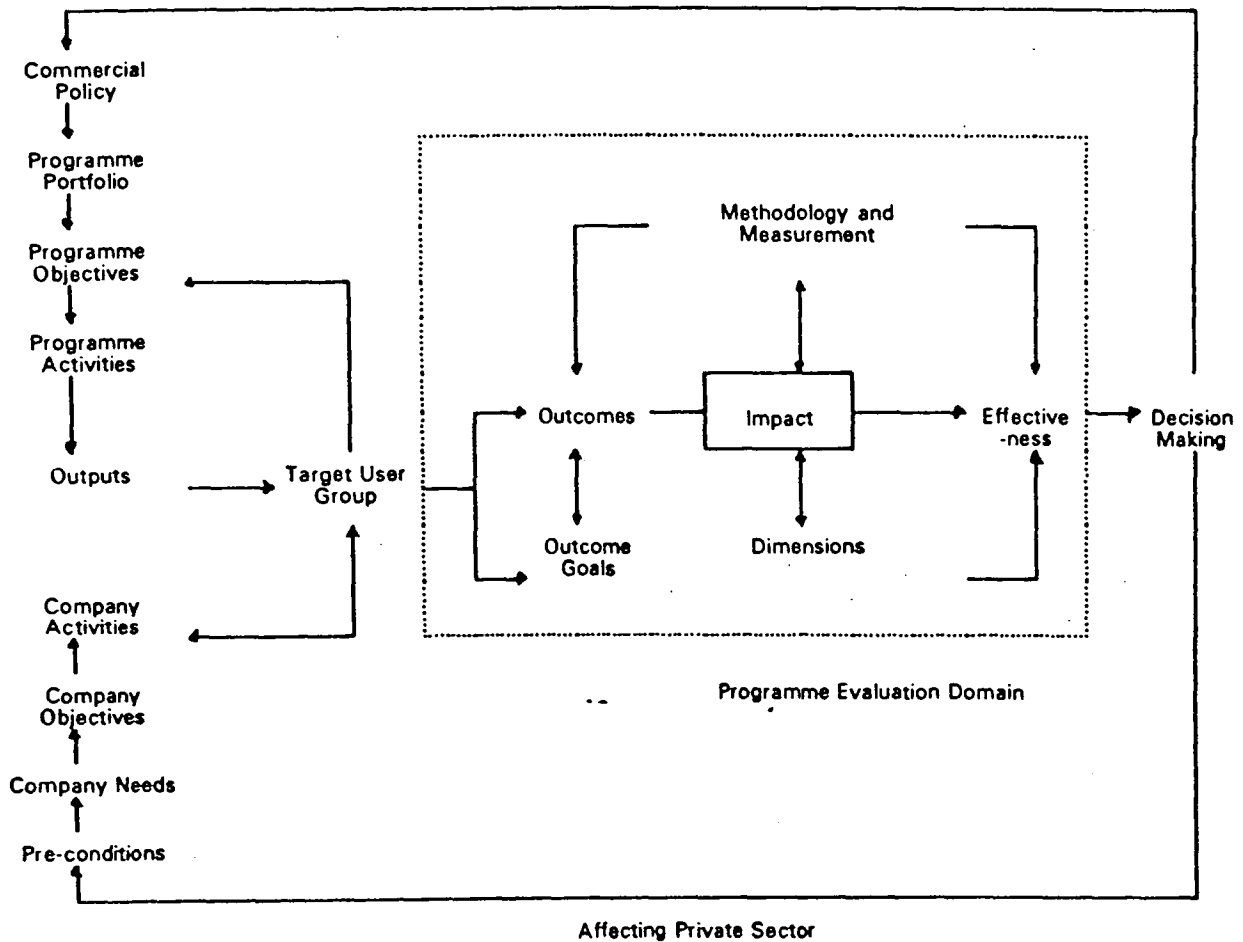 Commercial
Policy
Programme
Portfolio
Programme
Objectives
Programme
Activities
Outputs
Target User
Group
Company
Activities
Company
Objectives
Company Needs
Pre-conditions
Methodology and
Measurement
Outcomes
Impact
Effective
-ness
Decision
Making
Outcome
Goals
Dimensions
Programme Evaluation Domain
Affecting Private Sector